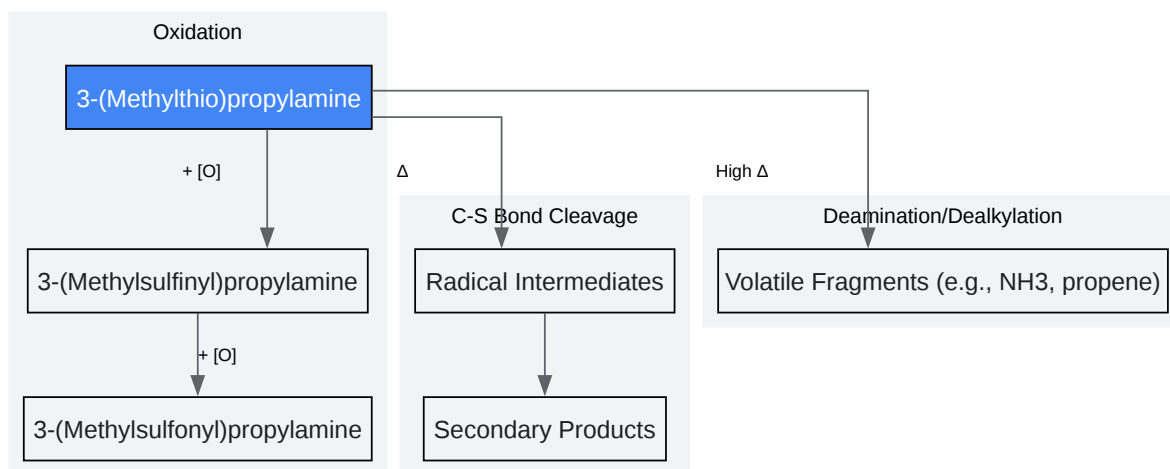 Oxidation
3-(Methylthio)propylamine
+ [O]
Δ
High Δ
C-S Bond Cleavage
Deamination/Dealkylation
3-(Methylsulfinyl)propylamine
Radical Intermediates
Volatile Fragments (e.g., NH3, propene)
+ [O]
3-(Methylsulfonyl)propylamine
Secondary Products